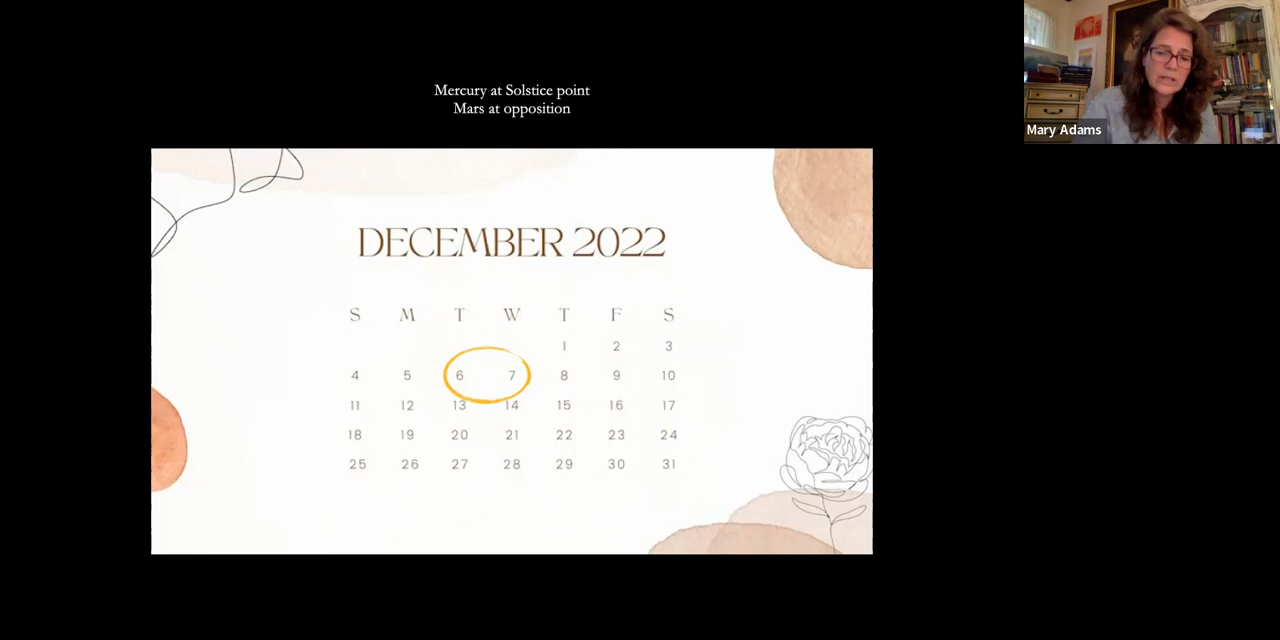 Mercury at Solstice point
Mars at opposition
Mary Adams
DECEMBER 2022
S M T W T F S
1 2 3
4 5 6 7 8 9 10
11 12 13 14 15 16 17
18 19 20 21 22 23 24
25 26 27 28 29 30 31